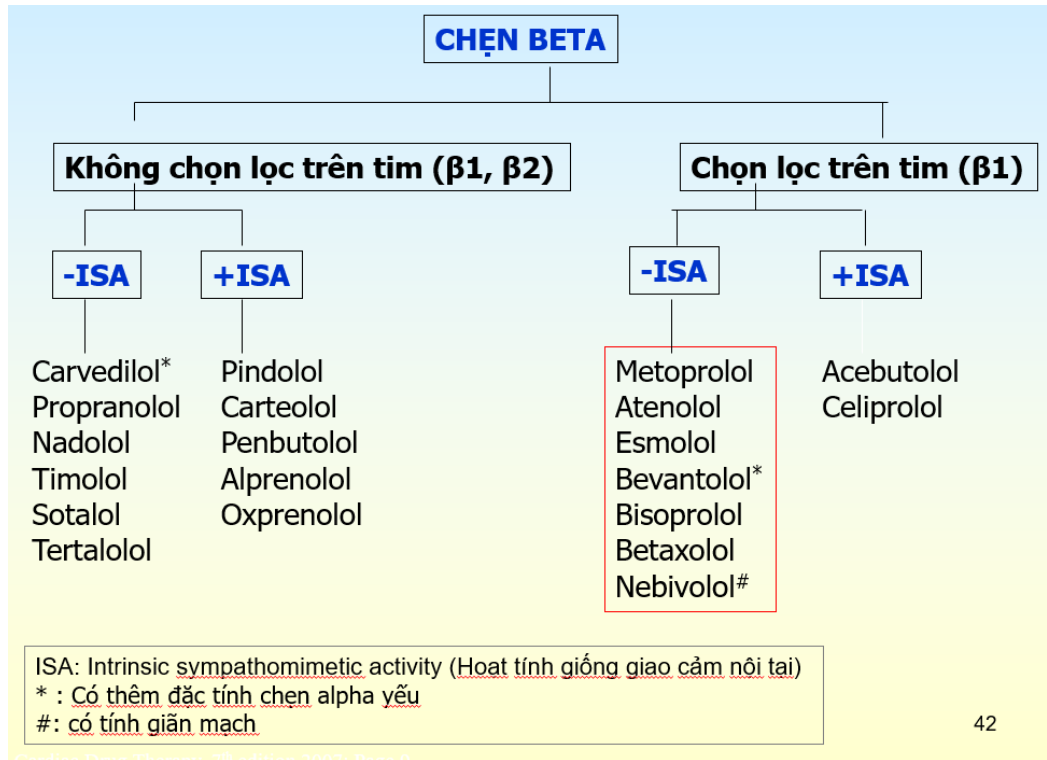 CHẸN BETA
Không chọn lọc trên tim (β1, β2)
Chọn lọc trên tim (β1)
-ISA
+ISA
-ISA
+ISA
Carvedilol*
Propranolol
Nadolol
Timolol
Sotalol
Tertalolol
Pindolol
Carteolol
Penbutolol
Alprenolol
Oxprenolol
Metoprolol
Atenolol
Esmolol
Bevantolol*
Bisoprolol
Betaxolol
Nebivolol#
Acebutolol
Celiprolol
ISA: Intrinsic sympathomimetic activity (Hoạt tính giống giao cảm nội tại)
* : Có thêm đặc tính chẹn alpha yếu
#: có tính giãn mạch
42